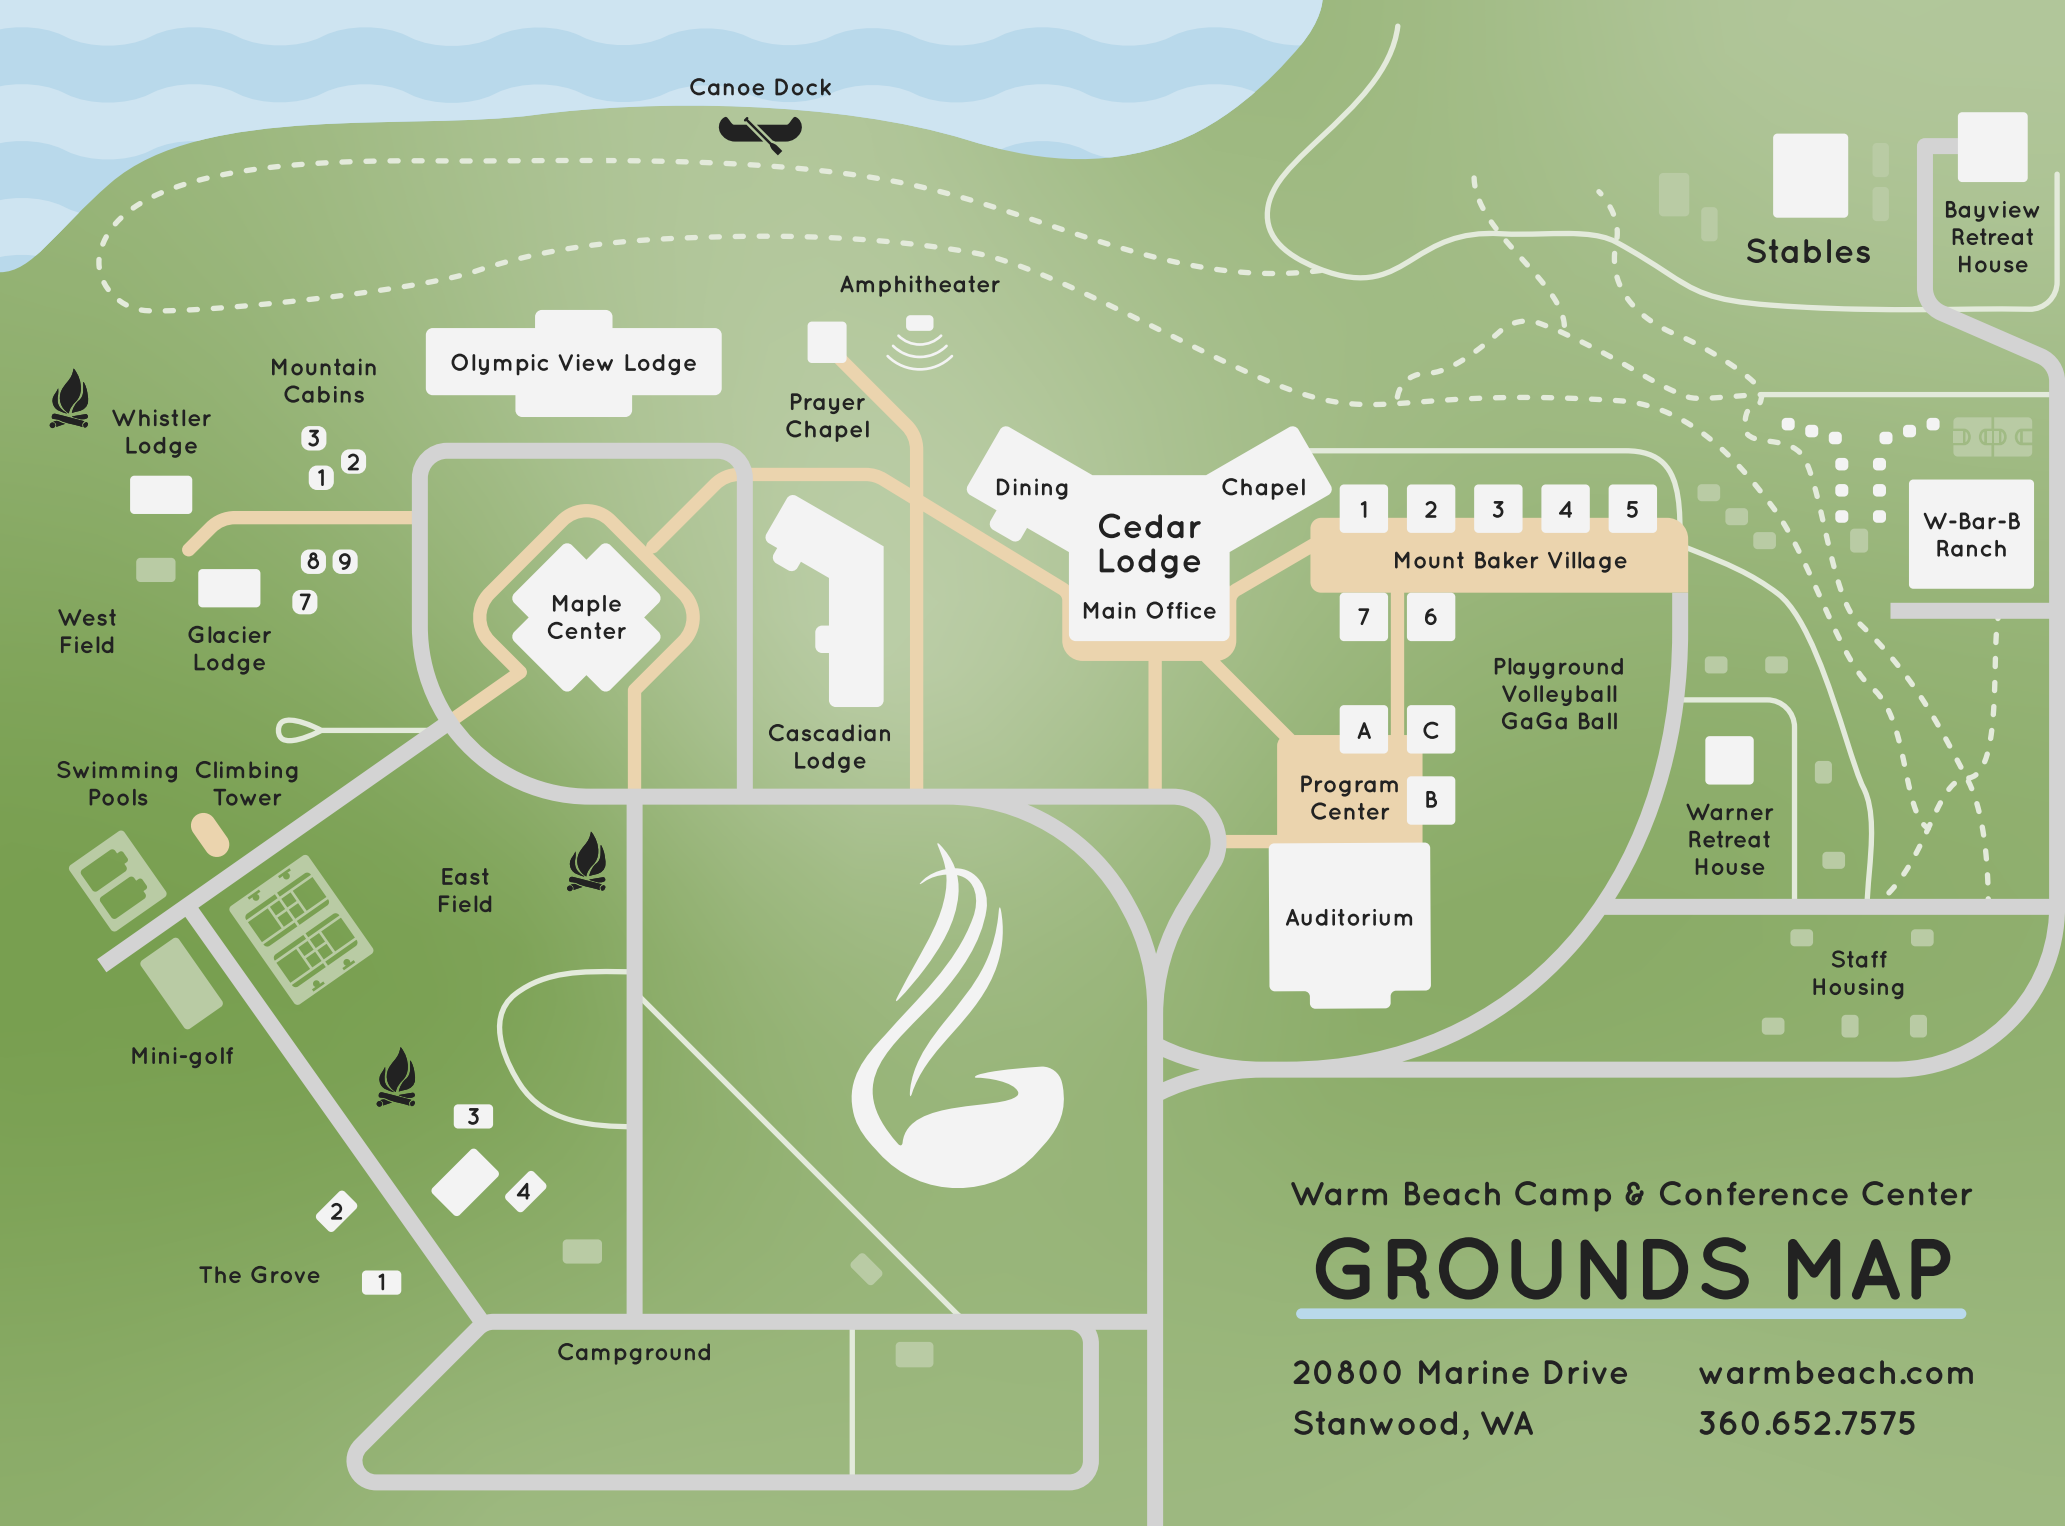 Canoe Dock
Bayview
Retreat
House
Stables
Amphitheater
Mountain
Cabins
3
2
1
Olympic View Lodge
Whistler
Lodge
Prayer
Chapel
Dining
Chapel
Cedar
Lodge
Main Office
1
2
3
4
5
Mount Baker Village
7
6
W-Bar-B
Ranch
8
9
7
Maple
Center
West
Field
Glacier
Lodge
Playground
Volleyball
GaGa Ball
Cascadian
Lodge
A
C
B
Program
Center
Swimming
Pools
Climbing
Tower
Warner
Retreat
House
East
Field
Auditorium
Staff
Housing
Mini-golf
3
4
2
1
The Grove
Campground
Warm Beach Camp & Conference Center
GROUNDS MAP
20800 Marine Drive
Stanwood, WA
warmbeach.com
360.652.7575